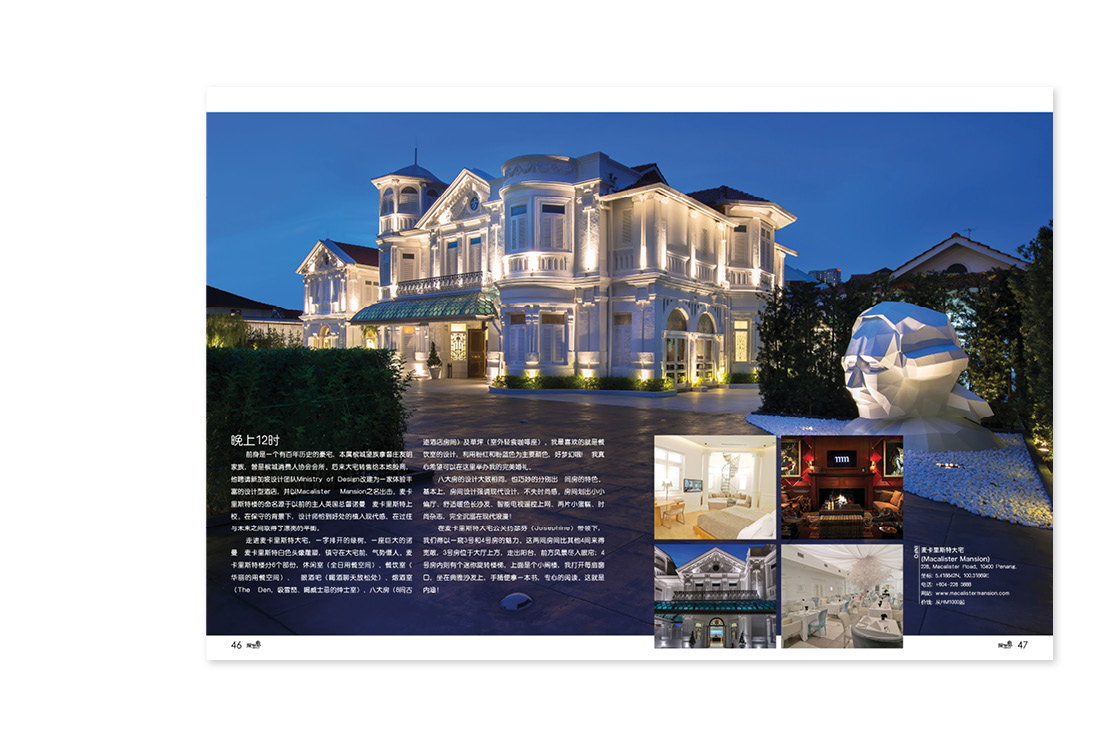 晚上12时
前身是一个有百年历史的豪宅,本属槟城望族拿督庄友明
家族,曾是槟城消费人协会会所,后来大宅转售给本地股商,
他聘请新加坡设计团队Ministry of Design改建为一家体验丰
富的设计型酒店,并以Macalister Mansion之名出击,麦卡
里斯特楼的命名源于以前的主人英国总督诺曼 麦卡里斯特上
校,在保守的背景下,设计师恰到好处的植入现代感,在过往
与未来之间取得了漂亮的平衡。
走进麦卡里斯特大宅,一字排开的绿树,一座巨大的诺
曼 麦卡里斯特白色头像雕塑,镇守在大宅前,气势慑人。麦
卡里斯特楼分6个部份,休闲室(全日用餐空间),餐饮室(
华丽的用餐空间), 眼酒吧(喝酒聊天放松处),烟酒室
(The Den,吸雪茄、喝威士忌的绅士室),八大房(8间古
迹酒店房间)及草坪(室外轻食咖啡座),我最喜欢的就是餐
饮室的设计,利用粉红和粉蓝色为主要颜色,好梦幻哦! 我真
心希望可以在这里举办我的完美婚礼。
八大房的设计大致相同,也巧妙的分别出 间房的特色,
基本上,房间设计强调现代设计,不失时尚感,房间划出小小
偏厅,舒适暖色长沙发,智能电视遥控上网,两片小蛋糕,时
尚杂志,完全沉溺在现代浪漫!
在麦卡里斯特大宅公关约瑟芬(Josephine)带领下,
我们得以一窥3号和4号房的魅力,这两间房间比其他4间来得
宽敞,3号房位于大厅上方,走出阳台,前方风景尽入眼帘;4
号房内则有个迷你旋转楼梯,上面是个小阁楼,我打开每扇窗
口,坐在典雅沙发上,手随便拿一本书,专心的阅读,这就是
内涵!
mm
INFO
麦卡里斯特大宅
(Macalister Mansion)
228, Macalister Road, 10400 Penang.
坐标: 5.418942N, 100.318691E
电话: +604-228 3888
网站: www.macalistermansion.com
价钱: 从RM1000起
46
47